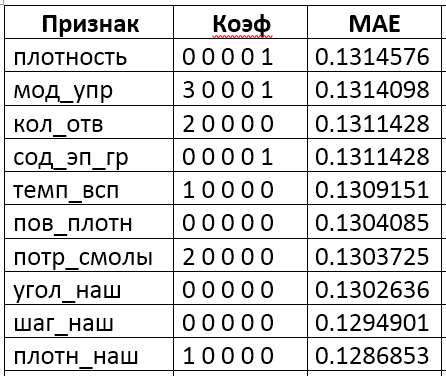 Признак Коэф MAE
плотность 0 0 0 0 1 0.1314576
мод_упр 3 0 0 0 1 0.1314098
кол_отв 2 0 0 0 0 0.1311428
сод_эп_гр 0 0 0 0 1 0.1311428
темп_всп 1 0 0 0 0 0.1309151
пов_плотн 0 0 0 0 0 0.1304085
потр_смолы 2 0 0 0 0 0.1303725
угол_наш 0 0 0 0 0 0.1302636
шаг_наш 0 0 0 0 0 0.1294901
плотн_наш 1 0 0 0 0 0.1286853